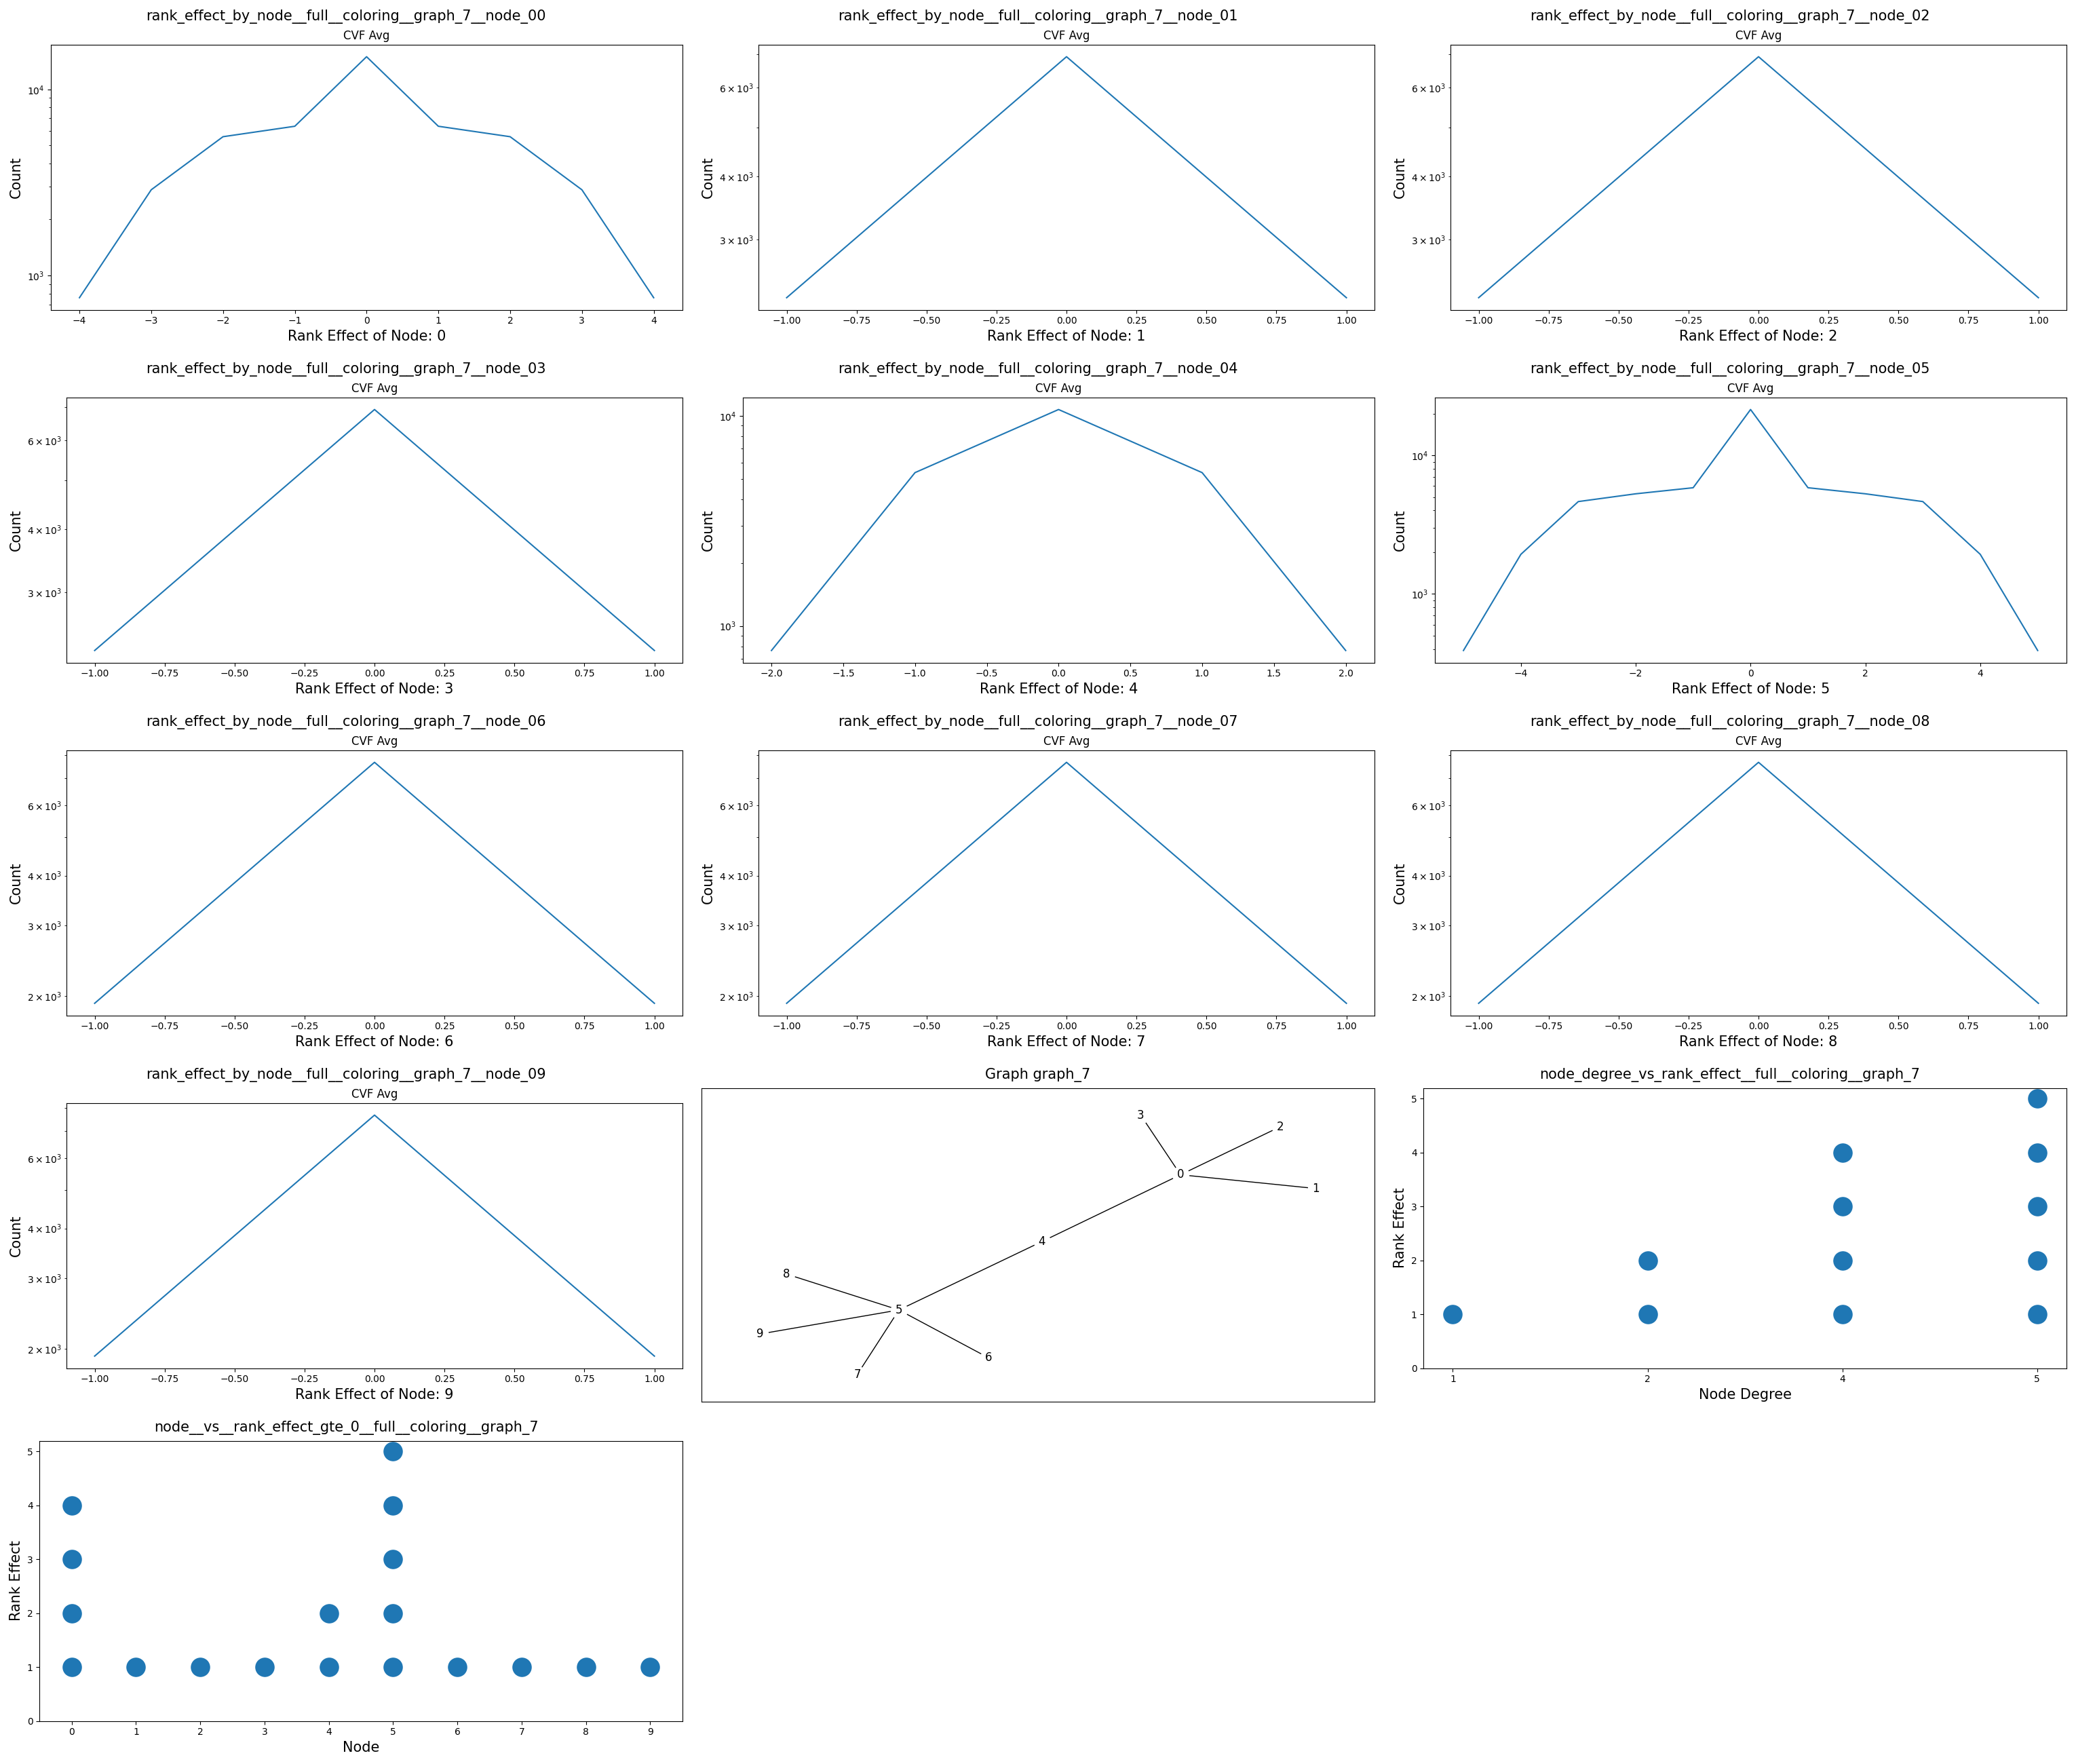 rank_effect_by_node__full__coloring__graph_7__node_00
CVF Avg
Count
10^4
10^3
−4 −3 −2 −1 0 1 2 3 4
Rank Effect of Node: 0
rank_effect_by_node__full__coloring__graph_7__node_01
CVF Avg
Count
6 × 10^3
4 × 10^3
3 × 10^3
−1.00 −0.75 −0.50 −0.25 0.00 0.25 0.50 0.75 1.00
Rank Effect of Node: 1
rank_effect_by_node__full__coloring__graph_7__node_02
CVF Avg
Count
6 × 10^3
4 × 10^3
3 × 10^3
−1.00 −0.75 −0.50 −0.25 0.00 0.25 0.50 0.75 1.00
Rank Effect of Node: 2
rank_effect_by_node__full__coloring__graph_7__node_03
CVF Avg
Count
6 × 10^3
4 × 10^3
3 × 10^3
−1.00 −0.75 −0.50 −0.25 0.00 0.25 0.50 0.75 1.00
Rank Effect of Node: 3
rank_effect_by_node__full__coloring__graph_7__node_04
CVF Avg
Count
10^4
10^3
−2.0 −1.5 −1.0 −0.5 0.0 0.5 1.0 1.5 2.0
Rank Effect of Node: 4
rank_effect_by_node__full__coloring__graph_7__node_05
CVF Avg
Count
10^4
10^3
−4 −2 0 2 4
Rank Effect of Node: 5
rank_effect_by_node__full__coloring__graph_7__node_06
CVF Avg
Count
6 × 10^3
4 × 10^3
3 × 10^3
2 × 10^3
−1.00 −0.75 −0.50 −0.25 0.00 0.25 0.50 0.75 1.00
Rank Effect of Node: 6
rank_effect_by_node__full__coloring__graph_7__node_07
CVF Avg
Count
6 × 10^3
4 × 10^3
3 × 10^3
2 × 10^3
−1.00 −0.75 −0.50 −0.25 0.00 0.25 0.50 0.75 1.00
Rank Effect of Node: 7
rank_effect_by_node__full__coloring__graph_7__node_08
CVF Avg
Count
6 × 10^3
4 × 10^3
3 × 10^3
2 × 10^3
−1.00 −0.75 −0.50 −0.25 0.00 0.25 0.50 0.75 1.00
Rank Effect of Node: 8
rank_effect_by_node__full__coloring__graph_7__node_09
CVF Avg
Count
6 × 10^3
4 × 10^3
3 × 10^3
2 × 10^3
−1.00 −0.75 −0.50 −0.25 0.00 0.25 0.50 0.75 1.00
Rank Effect of Node: 9
Graph graph_7
3
2
0
1
4
8
5
9
6
7
node_degree_vs_rank_effect__full__coloring__graph_7
Rank Effect
5
4
3
2
1
0
1 2 4 5
Node Degree
node__vs__rank_effect_gte_0__full__coloring__graph_7
Rank Effect
5
4
3
2
1
0
0 1 2 3 4 5 6 7 8 9
Node